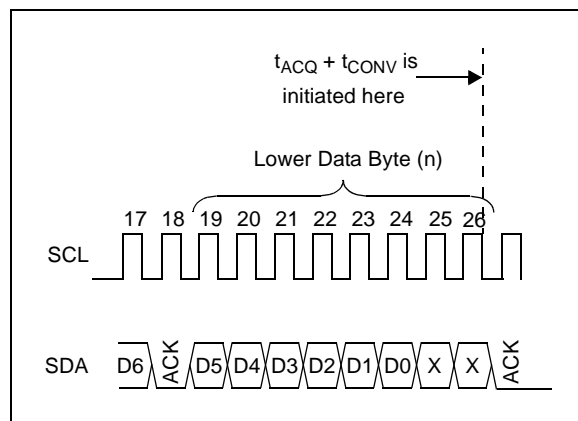 tACQ + tCONV is
initiated here
Lower Data Byte (n)
17 18 19 20 21 22 23 24 25 26
SCL
SDA D6 ACK D5 D4 D3 D2 D1 D0 X X ACK